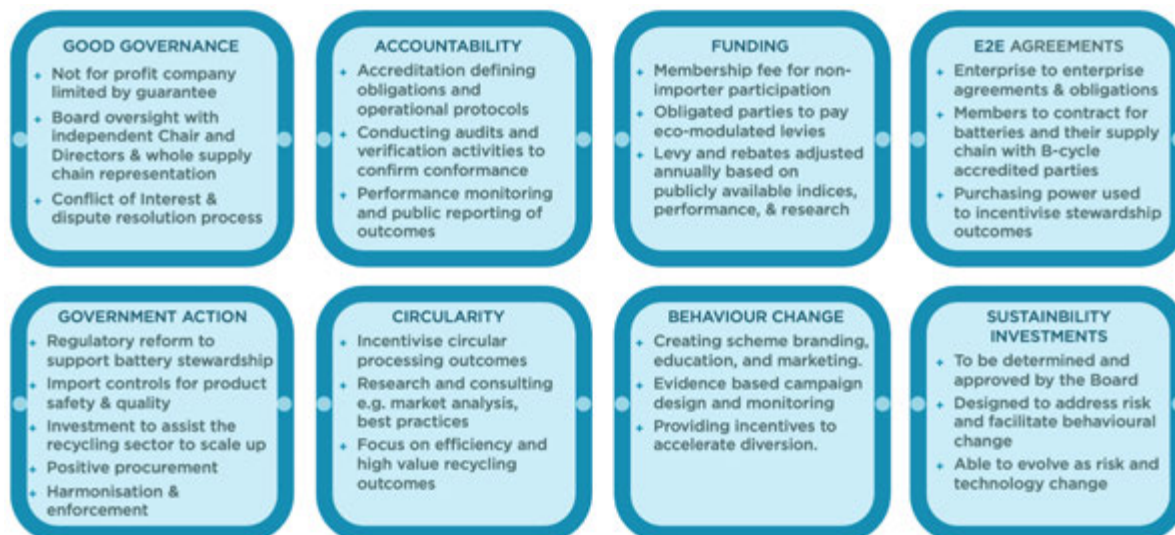 GOOD GOVERNANCE
+ Not for profit company
limited by guarantee
+ Board oversight with
independent Chair and
Directors & whole supply
chain representation
+ Conflict of Interest &
dispute resolution process
ACCOUNTABILITY
+ Accreditation defining
obligations and
operational protocols
+ Conducting audits and
verification activities to
confirm conformance
+ Performance monitoring
and public reporting of
outcomes
FUNDING
+ Membership fee for non-
importer participation
+ Obligated parties to pay
eco-modulated levies
+ Levy and rebates adjusted
annually based on
publicly available indices,
performance, & research
E2E AGREEMENTS
+ Enterprise to enterprise
agreements & obligations
+ Members to contract for
batteries and their supply
chain with B-cycle
accredited parties
+ Purchasing power used
to incentivise stewardship
outcomes
GOVERNMENT ACTION
+ Regulatory reform to
support battery stewardship
+ Import controls for product
safety & quality
+ Investment to assist the
recycling sector to scale up
+ Positive procurement
+ Harmonisation &
enforcement
CIRCULARITY
+ Incentivise circular
processing outcomes
+ Research and consulting
e.g. market analysis,
best practices
+ Focus on efficiency and
high value recycling
outcomes
BEHAVIOUR CHANGE
+ Creating scheme branding,
education, and marketing.
+ Evidence based campaign
design and monitoring
+ Providing incentives to
accelerate diversion.
SUSTAINBILITY
INVESTMENTS
+ To be determined and
approved by the Board
+ Designed to address risk
and facilitate behavioural
change
+ Able to evolve as risk and
technology change